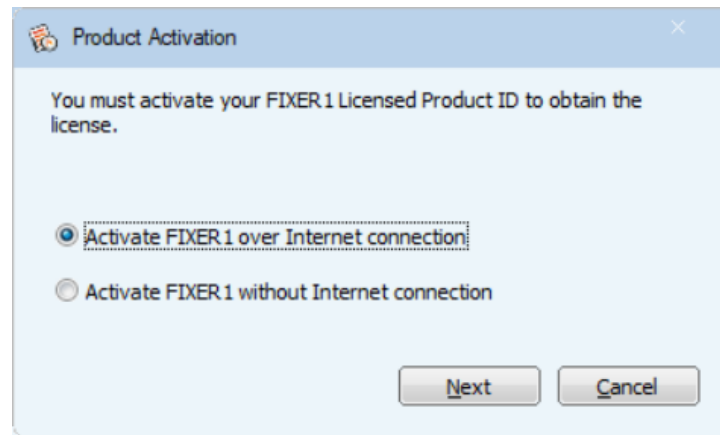 Product Activation
You must activate your FIXER1 Licensed Product ID to obtain the
license.
Activate FIXER1 over Internet connection
Activate FIXER1 without Internet connection
Next Cancel